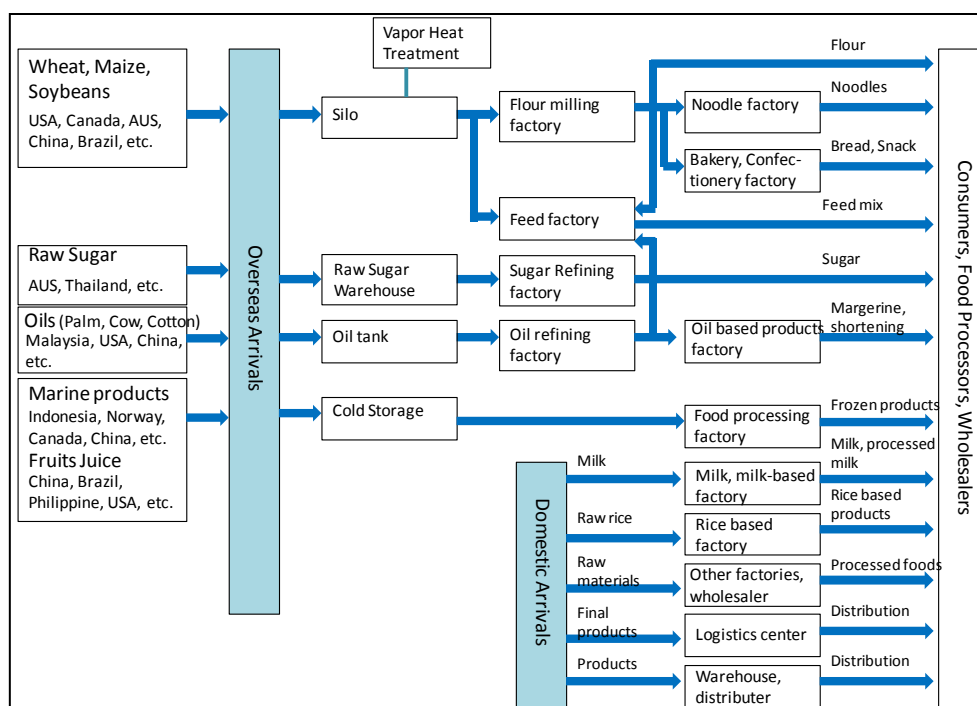 Vapor Heat
Treatment
Wheat, Maize,
Soybeans
USA, Canada, AUS,
China, Brazil, etc.
Raw Sugar
AUS, Thailand, etc.
Oils (Palm, Cow, Cotton)
Malaysia, USA, China,
etc.
Marine products
Indonesia, Norway,
Canada, China, etc.
Fruits Juice
China, Brazil,
Philippine, USA, etc.
Overseas Arrivals
Silo
Raw Sugar
Warehouse
Oil tank
Cold Storage
Flour milling
factory
Feed factory
Sugar Refining
factory
Oil refining
factory
Domestic Arrivals
Milk
Raw rice
Raw
materials
Final
products
Products
Noodle factory
Bakery, Confec-
tionery factory
Oil based products
factory
Food processing
factory
Milk, milk-based
factory
Rice based
factory
Other factories,
wholesaler
Logistics center
Warehouse,
distributer
Flour
Noodles
Bread, Snack
Feed mix
Sugar
Margerine,
shortening
Frozen products
Milk, processed
milk
Rice based
products
Processed foods
Distribution
Distribution
Consumers, Food Processors, Wholesalers